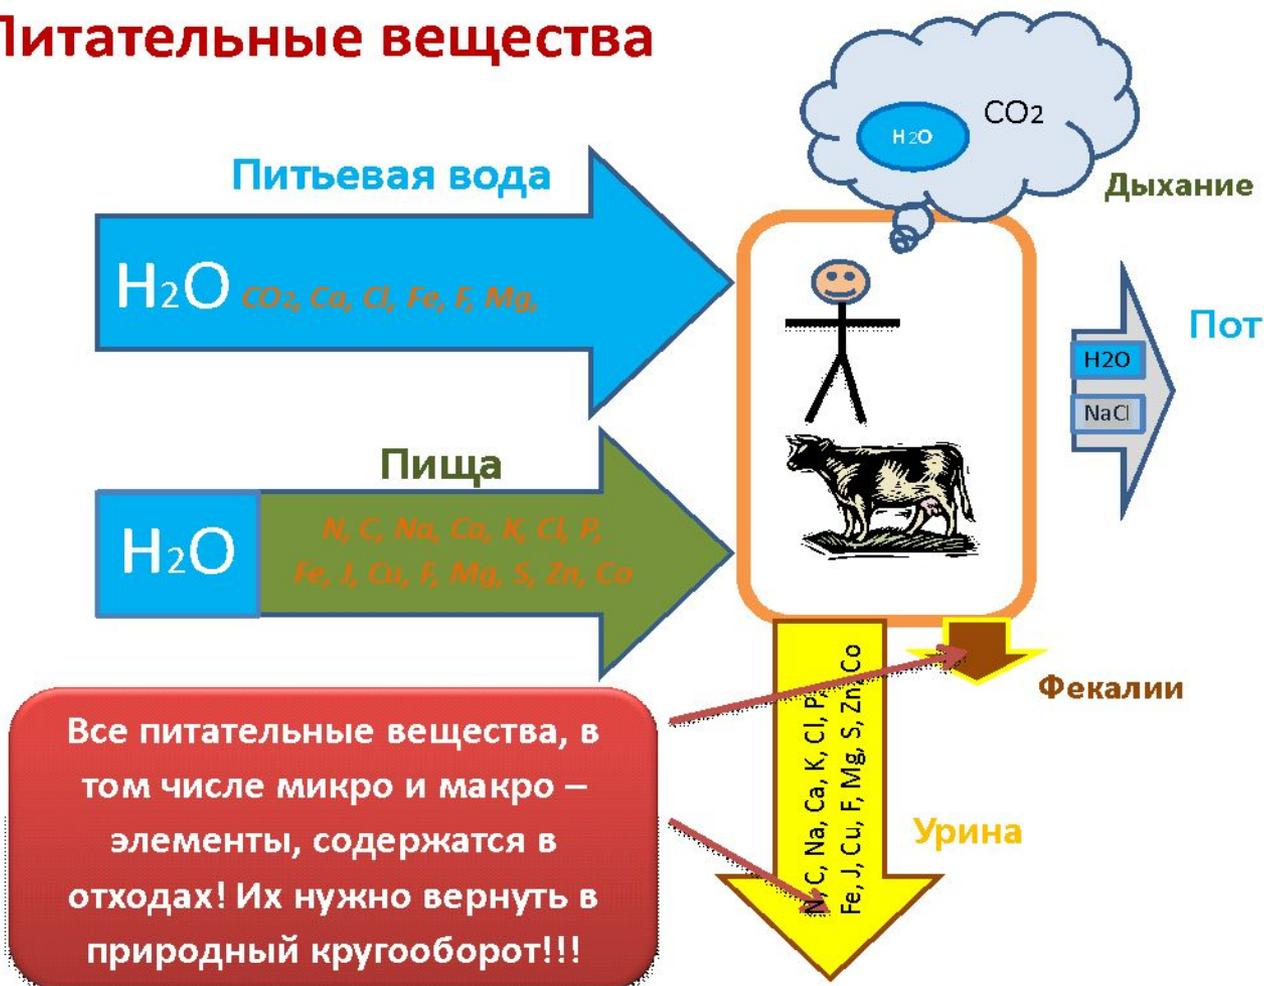 Питательные вещества
H2O
CO2
Дыхание
Питьевая вода
H2O CO2, Ca, Cl, Fe, F, Mg,
Пот
H2O
NaCl
Пища
H2O
N, C, Na, Ca, K, Cl, P,
Fe, J, Cu, F, Mg, S, Zn, Co
Фекалии
N, C, Na, Ca, K, Cl, P,
Fe, J, Cu, F, Mg, S, Zn, Co
Урина
Все питательные вещества, в
том числе микро и макро –
элементы, содержатся в
отходах! Их нужно вернуть в
природный кругооборот!!!